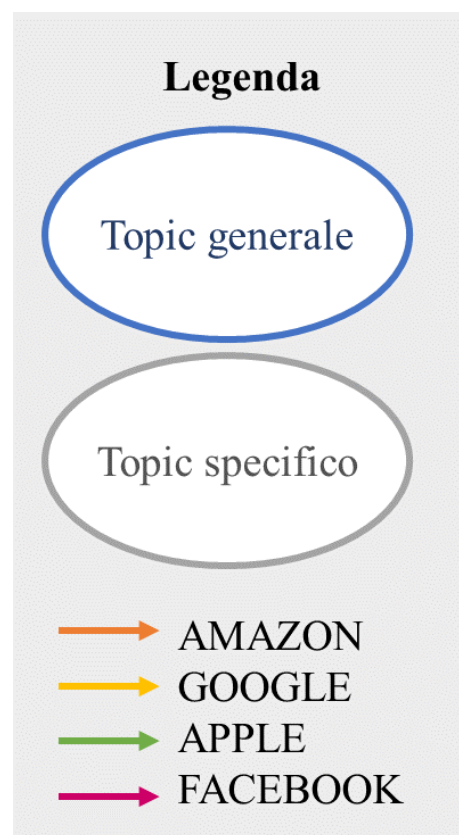 Legenda
Topic generale
Topic specifico
AMAZON
GOOGLE
APPLE
FACEBOOK